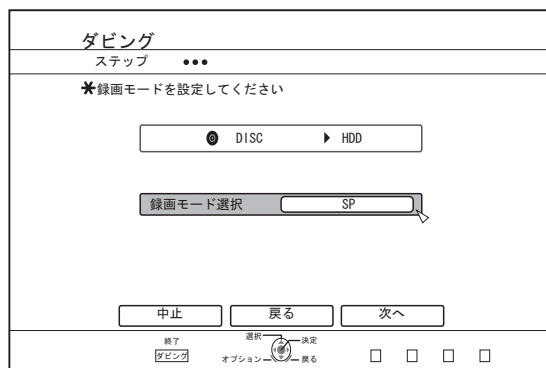 ダビング
ステップ
録画モードを設定してください
DISC HDD
録画モード選択 SP
中止 戻る 次へ
終了
ダビング
選択 決定
オプション 戻る